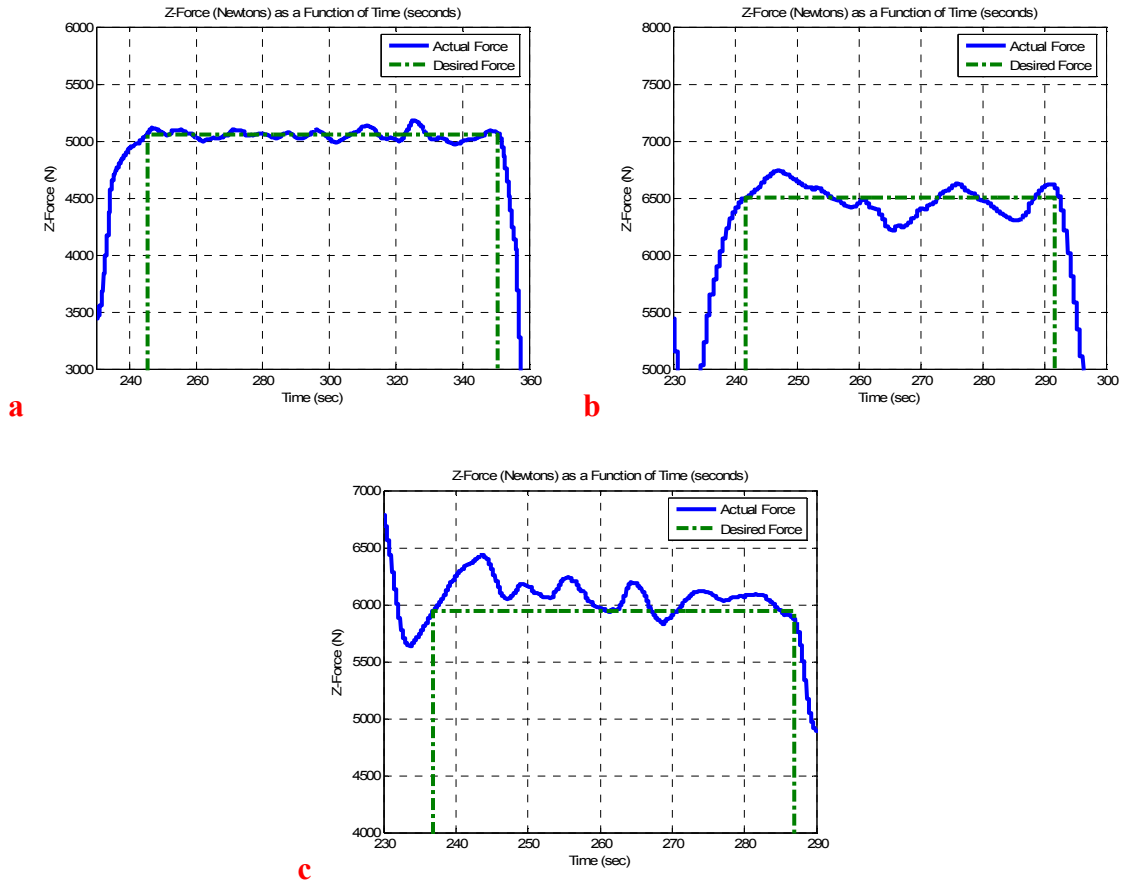 Z-Force (Newtons) as a Function of Time (seconds)
6000
5500
5000
4500
4000
3500
3000
Z-Force (N)
Actual Force
Desired Force
240 260 280 300 320 340 360
Time (sec)
a
Z-Force (Newtons) as a Function of Time (seconds)
8000
7500
7000
6500
6000
5500
5000
Z-Force (N)
Actual Force
Desired Force
230 240 250 260 270 280 290 300
Time (sec)
b
Z-Force (Newtons) as a Function of Time (seconds)
7000
6500
6000
5500
5000
4500
4000
Z-Force (N)
Actual Force
Desired Force
230 240 250 260 270 280 290
Time (sec)
c